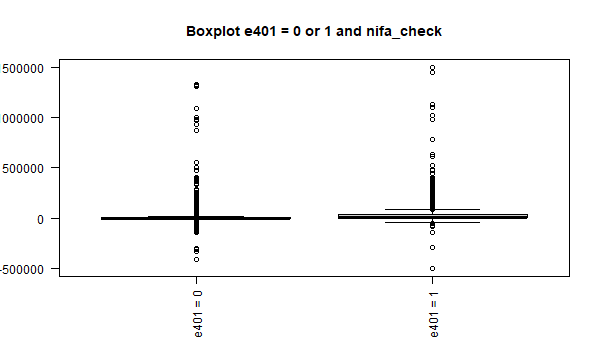 Boxplot e401 = 0 or 1 and nifa_check
500000
000000
500000
0
-500000
e401 = 0
e401 = 1